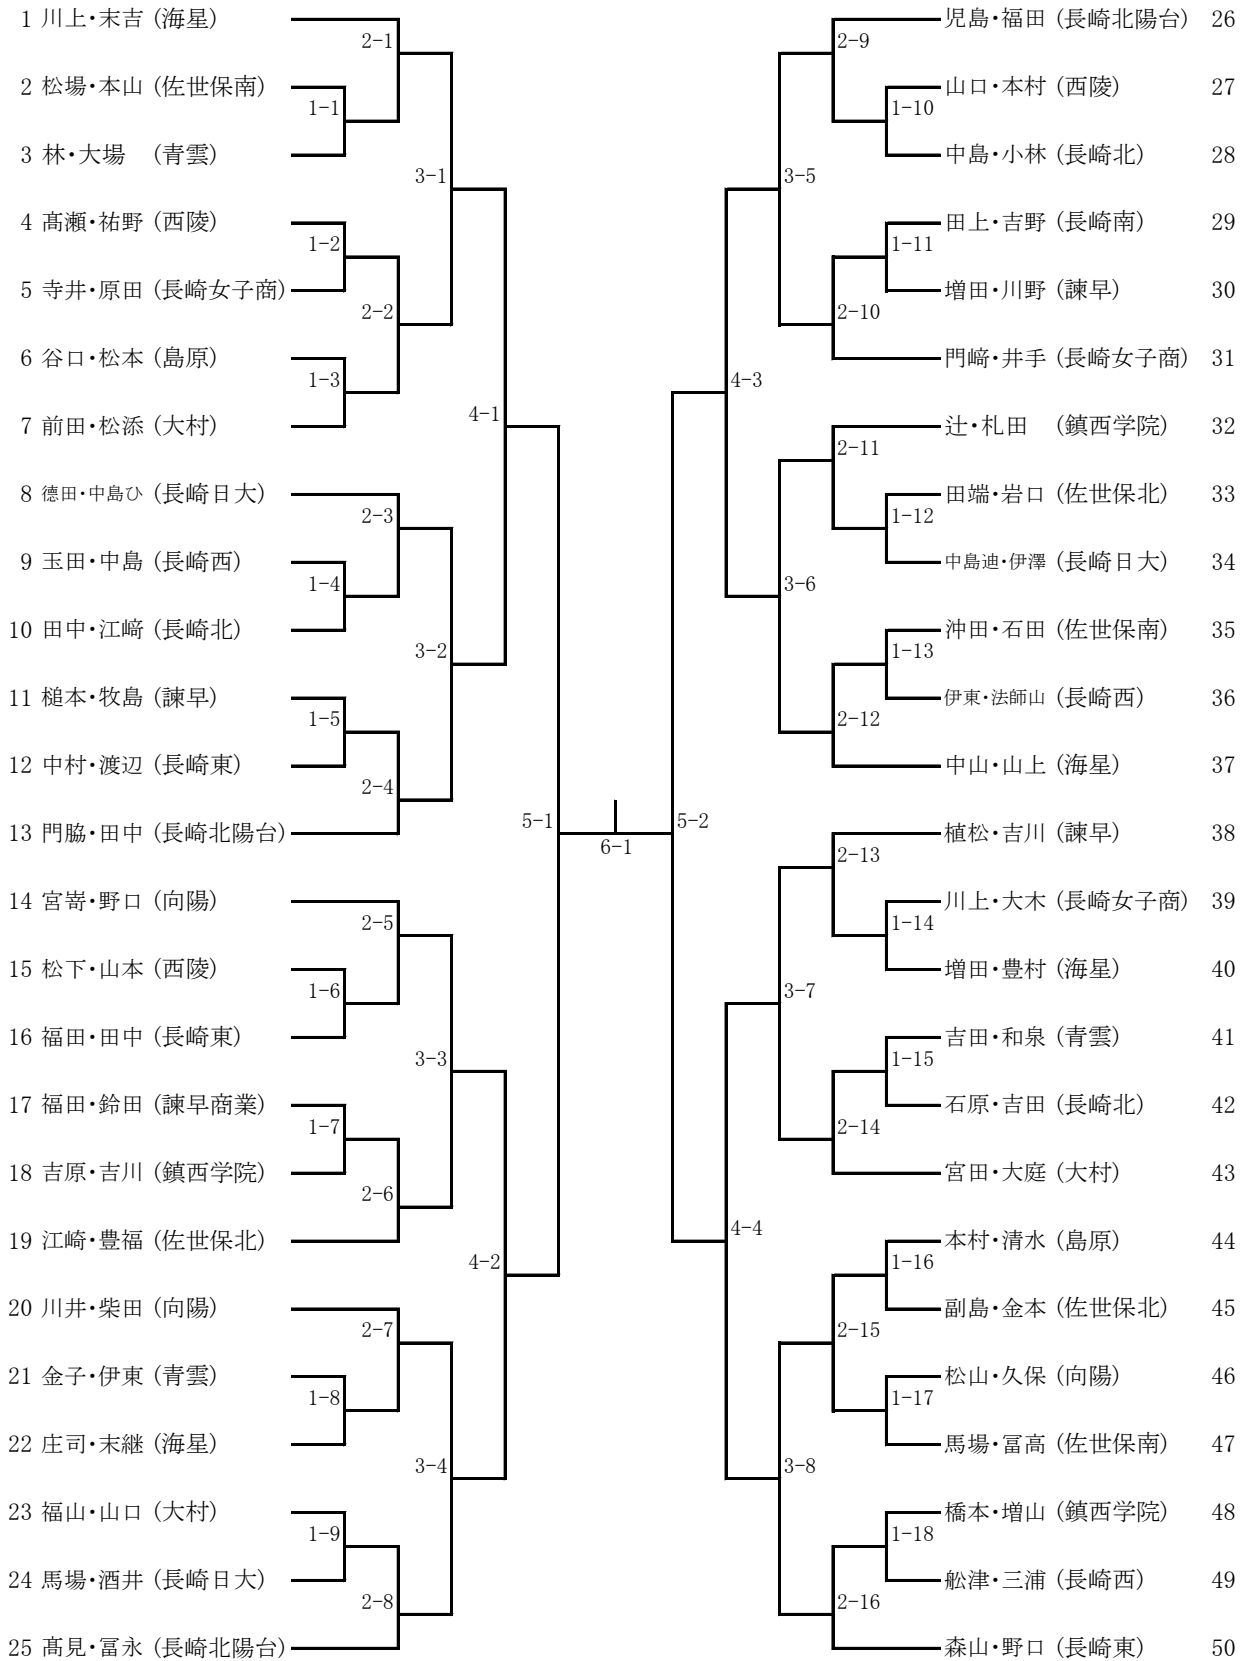 1 川上・末吉 (海星)
2 松場・本山 (佐世保南)
3 林・大場 (青雲)
4 髙瀬・祐野 (西陵)
5 寺井・原田 (長崎女子商)
6 谷口・松本 (島原)
7 前田・松添 (大村)
8 德田・中島ひ (長崎日大)
9 玉田・中島 (長崎西)
10 田中・江﨑 (長崎北)
11 槌本・牧島 (諫早)
12 中村・渡辺 (長崎東)
13 門脇・田中 (長崎北陽台)
14 宮嵜・野口 (向陽)
15 松下・山本 (西陵)
16 福田・田中 (長崎東)
17 福田・鈴田 (諫早商業)
18 吉原・吉川 (鎮西学院)
19 江崎・豊福 (佐世保北)
20 川井・柴田 (向陽)
21 金子・伊東 (青雲)
22 庄司・末継 (海星)
23 福山・山口 (大村)
24 馬場・酒井 (長崎日大)
25 髙見・冨永 (長崎北陽台)
2-1
1-1
3-1
1-2
2-2
1-3
4-1
2-3
1-4
3-2
1-5
2-4
5-1
2-5
1-6
3-3
1-7
2-6
4-2
2-7
1-8
3-4
1-9
2-8
6-1
5-2
2-9
1-10
3-5
1-11
2-10
4-3
2-11
1-12
3-6
1-13
2-12
2-13
1-14
3-7
1-15
2-14
4-4
1-16
2-15
1-17
3-8
1-18
2-16
児島・福田 (長崎北陽台) 26
山口・本村 (西陵) 27
中島・小林 (長崎北) 28
田上・吉野 (長崎南) 29
増田・川野 (諫早) 30
門﨑・井手 (長崎女子商) 31
辻・札田 (鎮西学院) 32
田端・岩口 (佐世保北) 33
中島迪・伊澤 (長崎日大) 34
沖田・石田 (佐世保南) 35
伊東・法師山 (長崎西) 36
中山・山上 (海星) 37
植松・吉川 (諫早) 38
川上・大木 (長崎女子商) 39
増田・豊村 (海星) 40
吉田・和泉 (青雲) 41
石原・吉田 (長崎北) 42
宮田・大庭 (大村) 43
本村・清水 (島原) 44
副島・金本 (佐世保北) 45
松山・久保 (向陽) 46
馬場・冨高 (佐世保南) 47
橋本・増山 (鎮西学院) 48
舩津・三浦 (長崎西) 49
森山・野口 (長崎東) 50